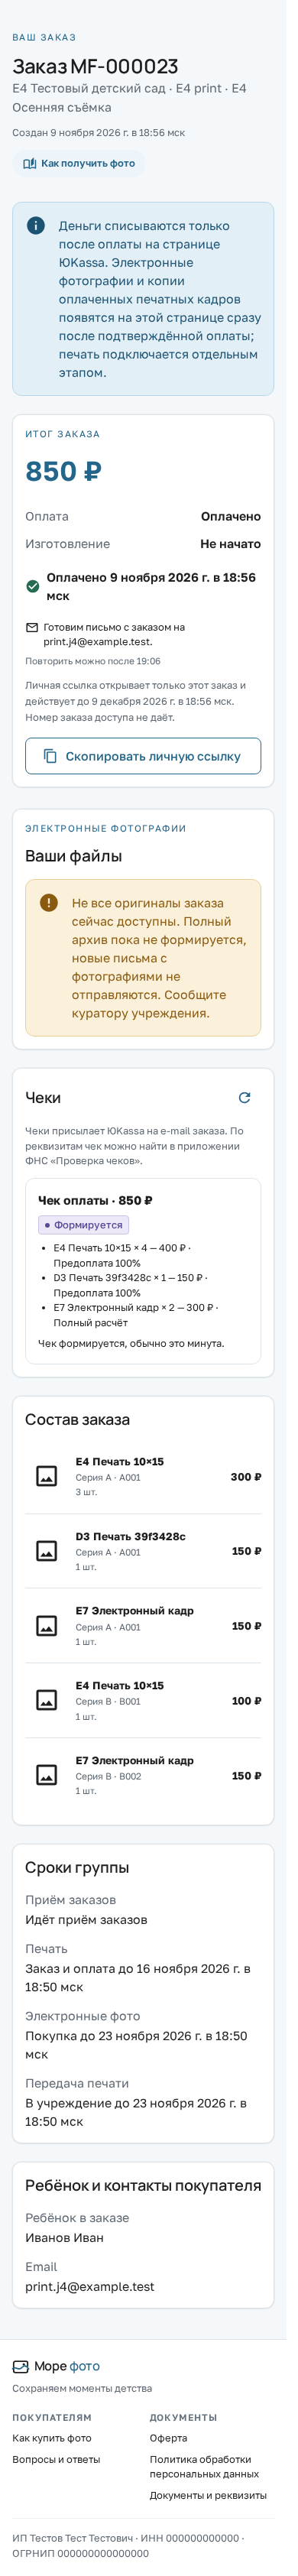 ВАШ ЗАКАЗ
Заказ MF-000023
E4 Тестовый детский сад · E4 print · E4
Осенняя съёмка
Создан 9 ноября 2026 г. в 18:56 мск
Как получить фото
Деньги списываются только
после оплаты на странице
ЮKassa. Электронные
фотографии и копии
оплаченных печатных кадров
появятся на этой странице сразу
после подтверждённой оплаты;
печать подключается отдельным
этапом.
ИТОГ ЗАКАЗА
850 ₽
Оплата Оплачено
Изготовление Не начато
Оплачено 9 ноября 2026 г. в 18:56
мск
Готовим письмо с заказом на
print.j4@example.test.
Повторить можно после 19:06
Личная ссылка открывает только этот заказ и
действует до 9 декабря 2026 г. в 18:56 мск.
Номер заказа доступа не даёт.
Скопировать личную ссылку
ЭЛЕКТРОННЫЕ ФОТОГРАФИИ
Ваши файлы
Не все оригиналы заказа
сейчас доступны. Полный
архив пока не формируется,
новые письма с
фотографиями не
отправляются. Сообщите
куратору учреждения.
Чеки
Чеки присылает ЮKassa на e-mail заказа. По
реквизитам чек можно найти в приложении
ФНС «Проверка чеков».
Чек оплаты · 850 ₽
Формируется
E4 Печать 10×15 × 4 — 400 ₽ ·
Предоплата 100%
D3 Печать 39f3428c × 1 — 150 ₽ ·
Предоплата 100%
E7 Электронный кадр × 2 — 300 ₽ ·
Полный расчёт
Чек формируется, обычно это минута.
Состав заказа
E4 Печать 10×15
Серия A · A001
3 шт.
300 ₽
D3 Печать 39f3428c
Серия A · A001
1 шт.
150 ₽
E7 Электронный кадр
Серия A · A001
1 шт.
150 ₽
E4 Печать 10×15
Серия B · B001
1 шт.
100 ₽
E7 Электронный кадр
Серия B · B002
1 шт.
150 ₽
Сроки группы
Приём заказов
Идёт приём заказов
Печать
Заказ и оплата до 16 ноября 2026 г. в
18:50 мск
Электронные фото
Покупка до 23 ноября 2026 г. в 18:50
мск
Передача печати
В учреждение до 23 ноября 2026 г. в
18:50 мск
Ребёнок и контакты покупателя
Ребёнок в заказе
Иванов Иван
Email
print.j4@example.test
Море фото
Сохраняем моменты детства
ПОКУПАТЕЛЯМ
Как купить фото
Вопросы и ответы
ДОКУМЕНТЫ
Оферта
Политика обработки
персональных данных
Документы и реквизиты
ИП Тестов Тест Тестович · ИНН 000000000000 ·
ОГРНИП 000000000000000